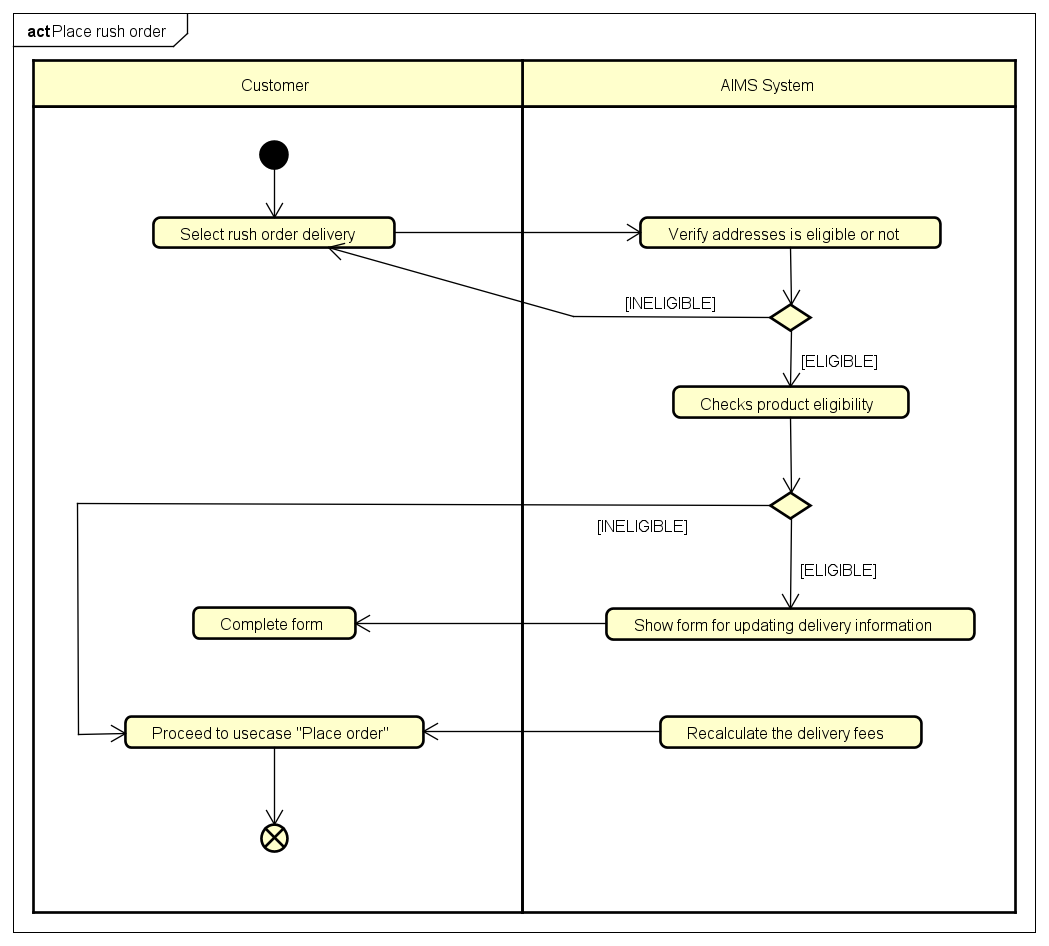 act Place rush order
Customer
AIMS System
Select rush order delivery
Verify addresses is eligible or not
[INELIGIBLE]
[ELIGIBLE]
Checks product eligibility
[INELIGIBLE]
[ELIGIBLE]
Complete form
Show form for updating delivery information
Proceed to usecase "Place order"
Recalculate the delivery fees